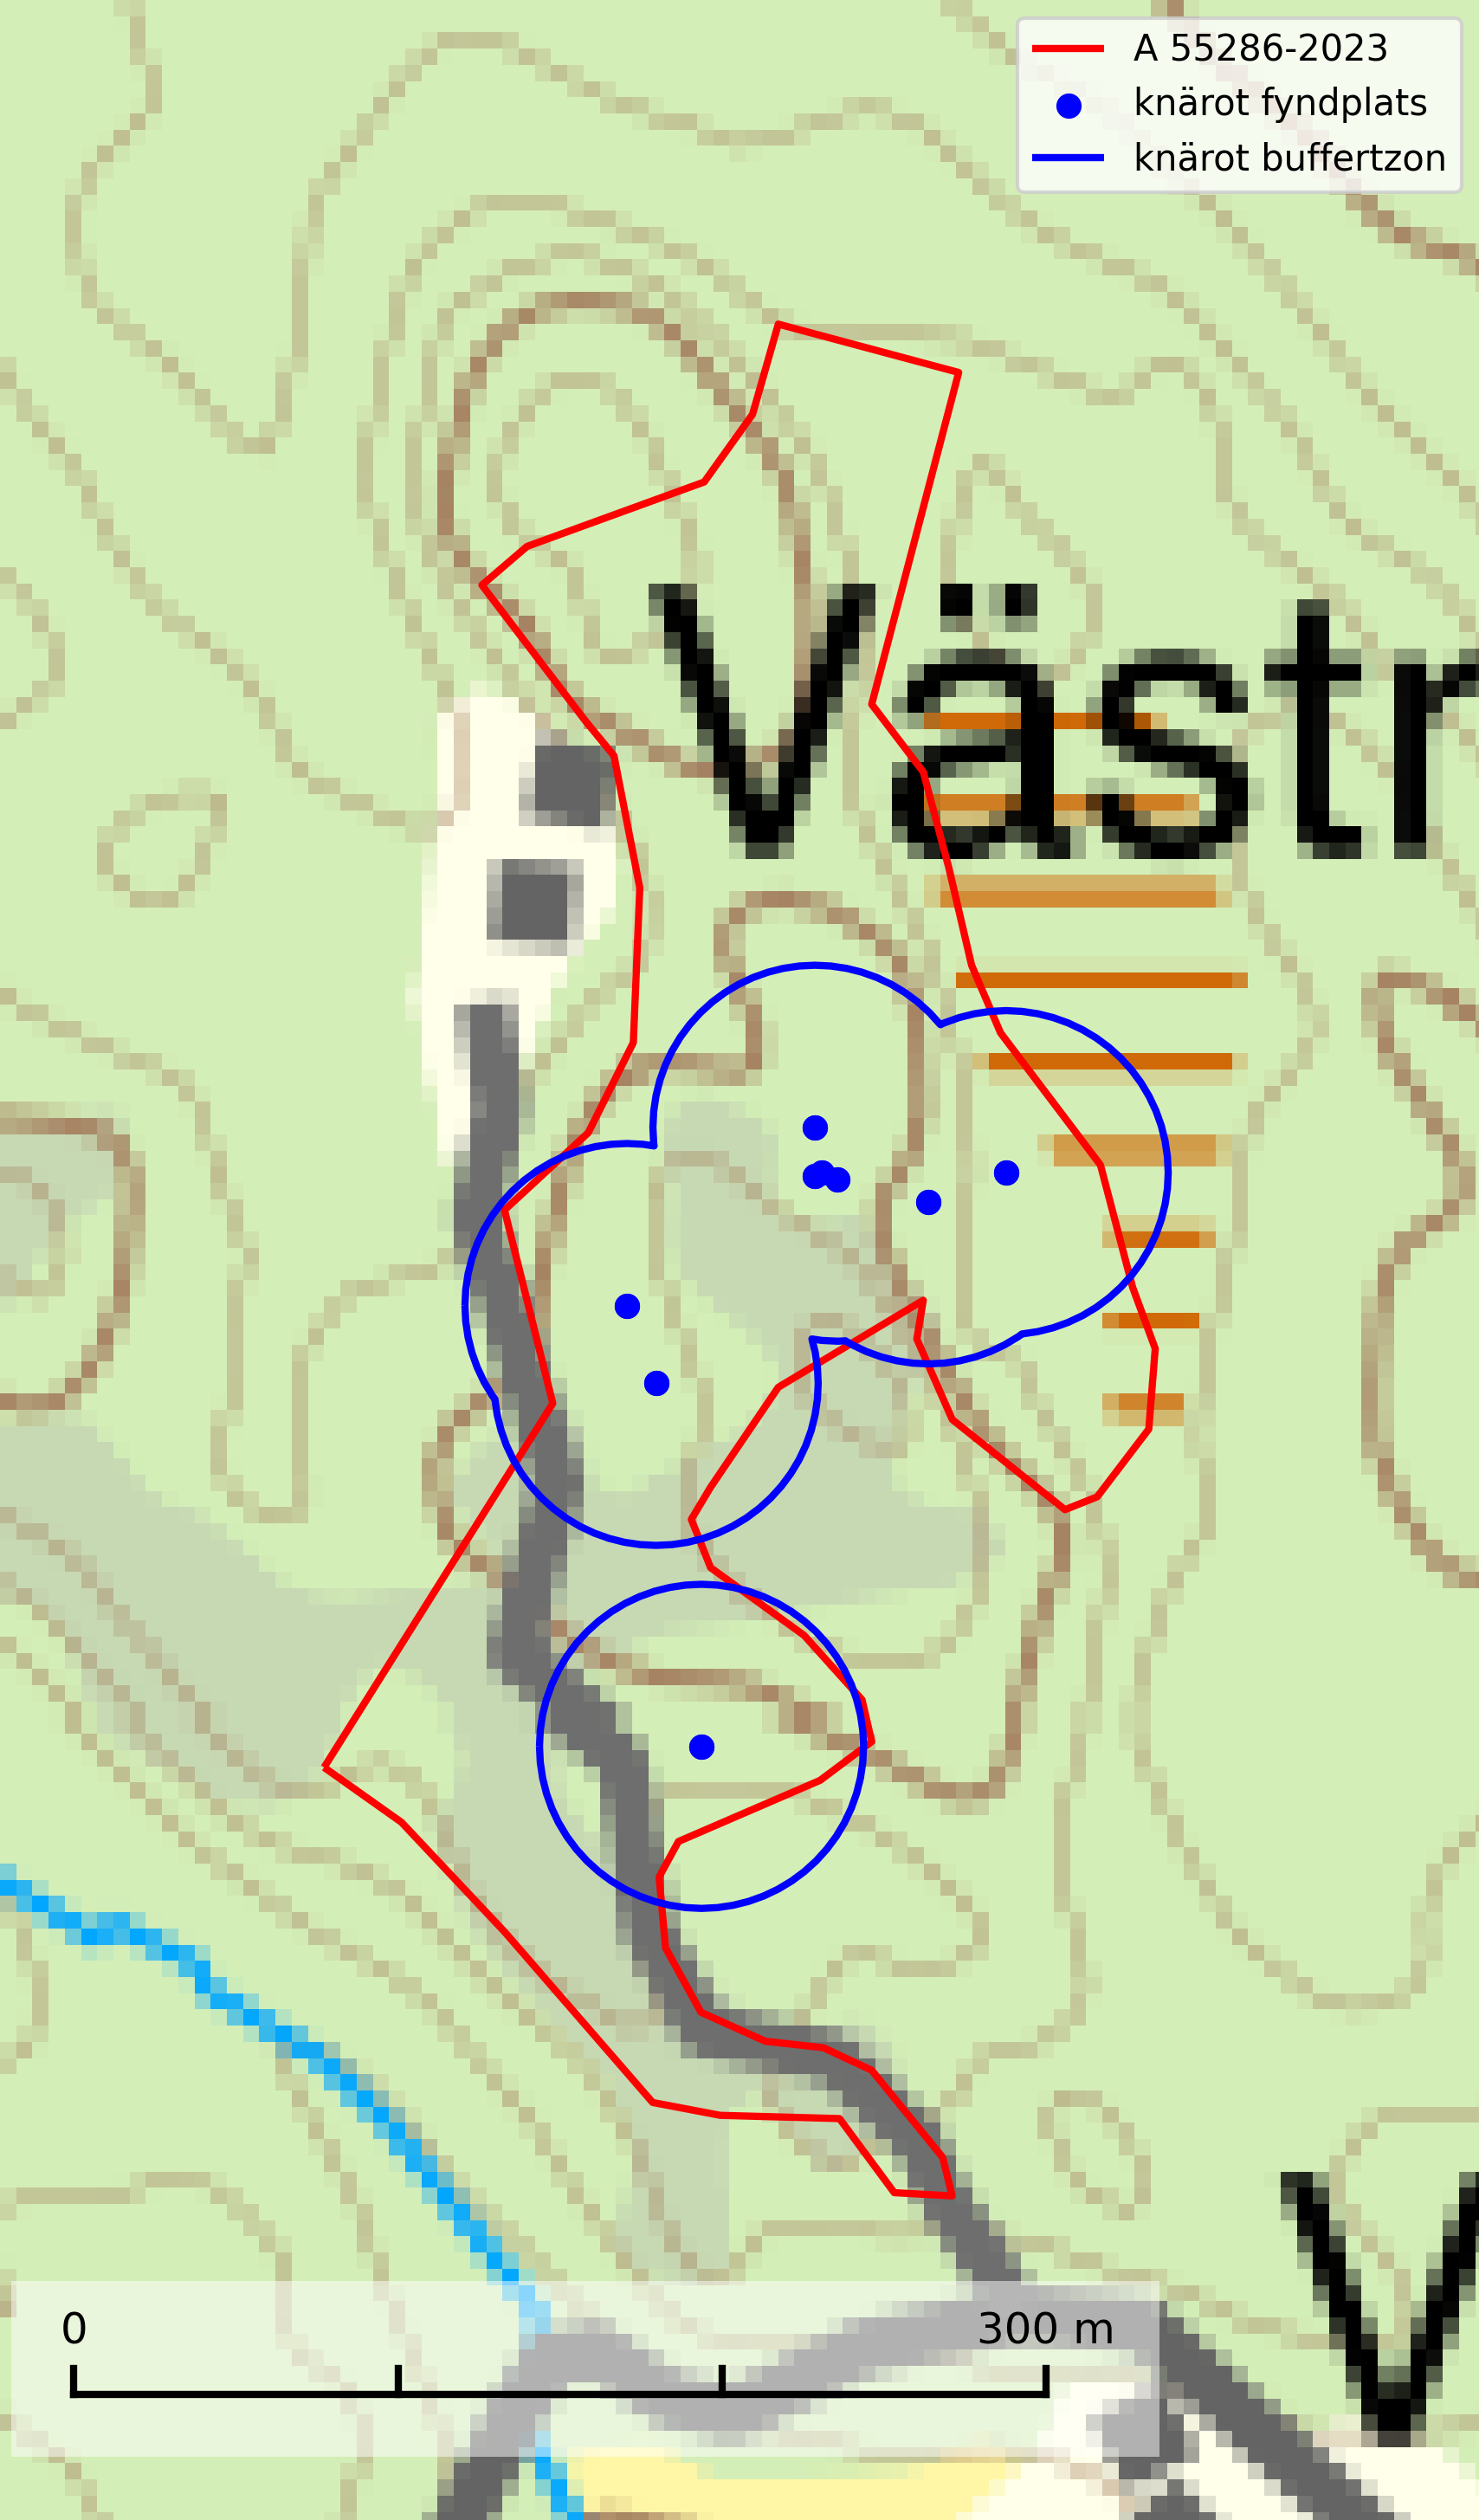 A 55286-2023
knärot fyndplats
knärot buffertzon
Västr
V
0 300 m